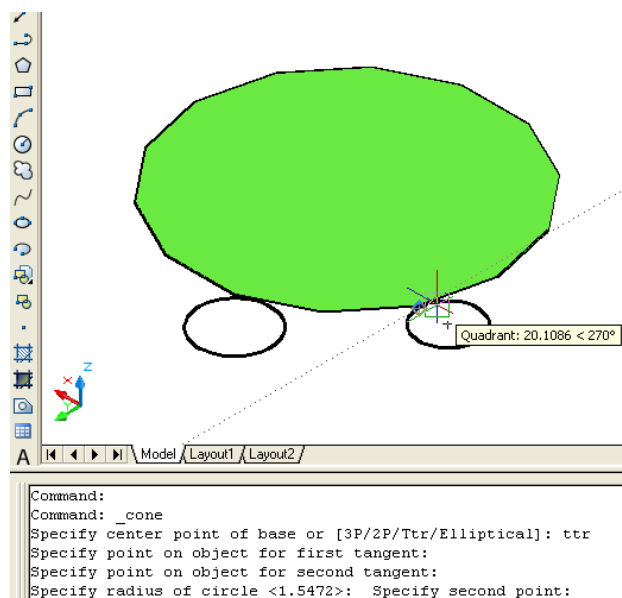 Quadrant: 20.1086 < 270°
Z
X
Y
A
Model Layout1 Layout2
Command:
Command: _cone
Specify center point of base or [3P/2P/Ttr/Elliptical]: ttr
Specify point on object for first tangent:
Specify point on object for second tangent:
Specify radius of circle <1.5472>: Specify second point: